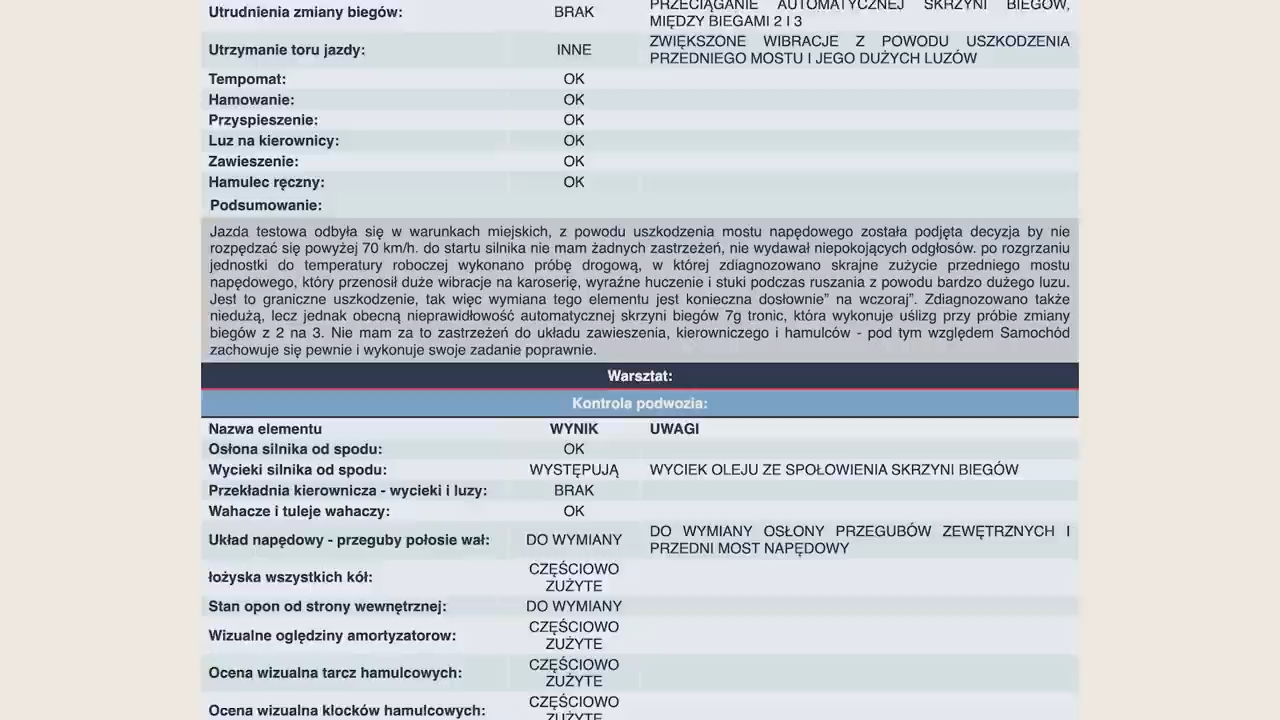 Utrudnienia zmiany biegów: BRAK PRZECIĄGANIE AUTOMATYCZNEJ SKRZYNI BIEGÓW,
MIĘDZY BIEGAMI 2 I 3
Utrzymanie toru jazdy: INNE ZWIĘKSZONE WIBRACJE Z POWODU USZKODZENIA
PRZEDNIEGO MOSTU I JEGO DUŻYCH LUZÓW
Tempomat: OK
Hamowanie: OK
Przyspieszenie: OK
Luz na kierownicy: OK
Zawieszenie: OK
Hamulec ręczny: OK
Podsumowanie:
Jazda testowa odbyła się w warunkach miejskich, z powodu uszkodzenia mostu napędowego została podjęta decyzja by nie
rozpędzać się powyżej 70 km/h. do startu silnika nie mam żadnych zastrzeżeń, nie wydawał niepokojących odgłosów. po rozgrzaniu
jednostki do temperatury roboczej wykonano próbę drogową, w której zdiagnozowano skrajne zużycie przedniego mostu
napędowego, który przenosił duże wibracje na karoserię, wyraźne huczenie i stuki podczas ruszania z powodu bardzo dużego luzu.
Jest to graniczne uszkodzenie, tak więc wymiana tego elementu jest konieczna dosłownie” na wczoraj”. Zdiagnozowano także
niedużą, lecz jednak obecną nieprawidłowość automatycznej skrzyni biegów 7g tronic, która wykonuje uślizg przy próbie zmiany
biegów z 2 na 3. Nie mam za to zastrzeżeń do układu zawieszenia, kierowniczego i hamulców - pod tym względem Samochód
zachowuje się pewnie i wykonuje swoje zadanie poprawnie.
Warsztat:
Kontrola podwozia:
Nazwa elementu WYNIK UWAGI
Osłona silnika od spodu: OK
Wycieki silnika od spodu: WYSTĘPUJĄ WYCIEK OLEJU ZE SPOŁOWIENIA SKRZYNI BIEGÓW
Przekładnia kierownicza - wycieki i luzy: BRAK
Wahacze i tuleje wahaczy: OK
Układ napędowy - przeguby połosie wał: DO WYMIANY DO WYMIANY OSŁONY PRZEGUBÓW ZEWĘTRZNYCH I
PRZEDNI MOST NAPĘDOWY
łożyska wszystkich kół: CZĘŚCIOWO
ZUŻYTE
Stan opon od strony wewnętrznej: DO WYMIANY
Wizualne oględziny amortyzatorow: CZĘŚCIOWO
ZUŻYTE
Ocena wizualna tarcz hamulcowych: CZĘŚCIOWO
ZUŻYTE
Ocena wizualna klocków hamulcowych: CZĘŚCIOWO
ZUŻYTE